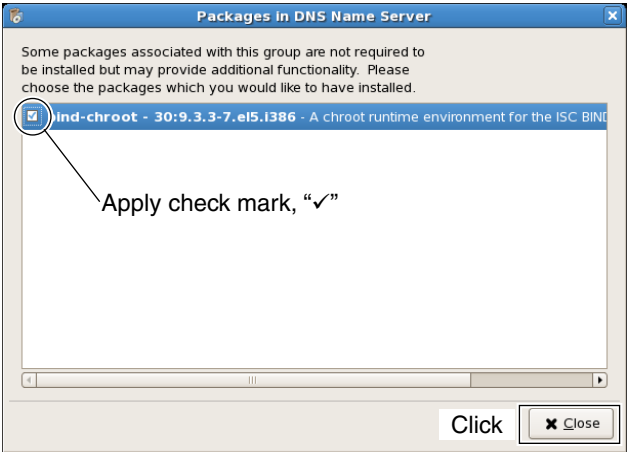 Packages in DNS Name Server
Some packages associated with this group are not required to
be installed but may provide additional functionality. Please
choose the packages which you would like to have installed.
bind-chroot - 30:9.3.3-7.el5.i386 - A chroot runtime environment for the ISC BIND
Apply check mark, “✓”
Click
Close